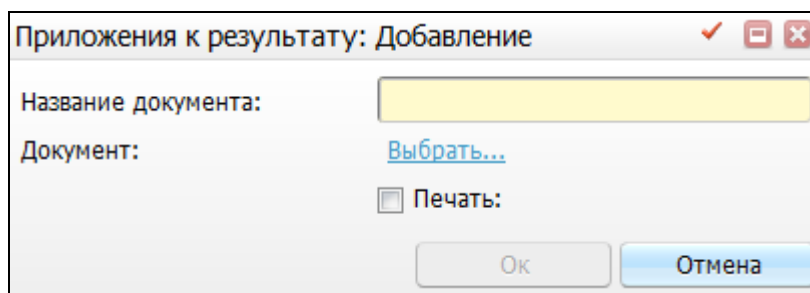 Приложения к результату: Добавление
Название документа:
Документ: Выбрать...
Печать:
Ок Отмена